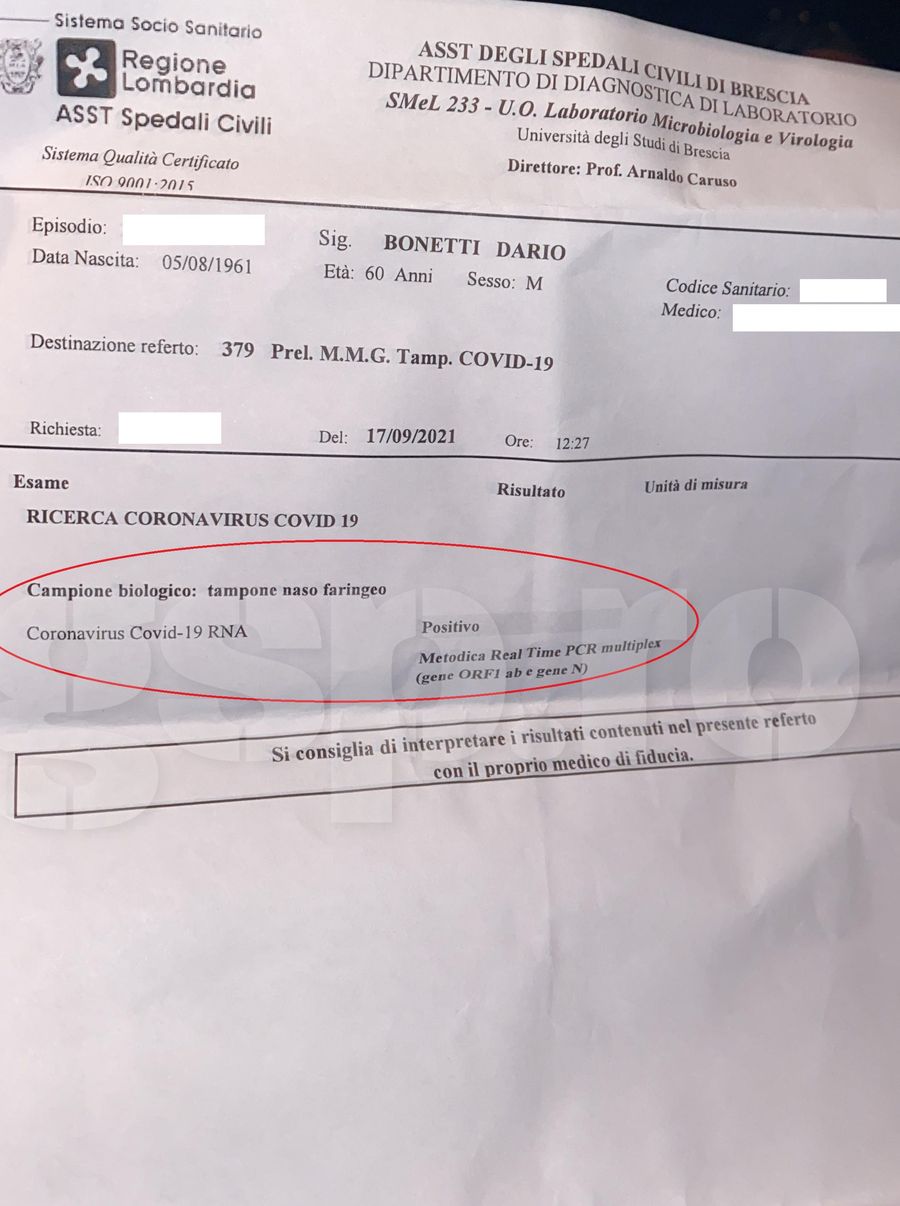 Sistema Socio Sanitario
Regione
Lombardia
ASST Spedali Civili
Sistema Qualità Certificato
ISO 9001:2015
ASST DEGLI SPEDALI CIVILI DI BRESCIA
DIPARTIMENTO DI DIAGNOSTICA DI LABORATORIO
SMeL 233 - U.O. Laboratorio Microbiologia e Virologia
Università degli Studi di Brescia
Direttore: Prof. Arnaldo Caruso
Episodio:
Sig. BONETTI DARIO
Data Nascita: 05/08/1961
Età: 60 Anni Sesso: M
Codice Sanitario:
Medico:
Destinazione referto: 379 Prel. M.M.G. Tamp. COVID-19
Richiesta: Del: 17/09/2021 Ore: 12:27
Esame Risultato Unità di misura
RICERCA CORONAVIRUS COVID 19
Campione biologico: tampone naso faringeo
Coronavirus Covid-19 RNA Positivo
Metodica Real Time PCR multiplex
(gene ORF1 ab e gene N)
Si consiglia di interpretare i risultati contenuti nel presente referto
con il proprio medico di fiducia.